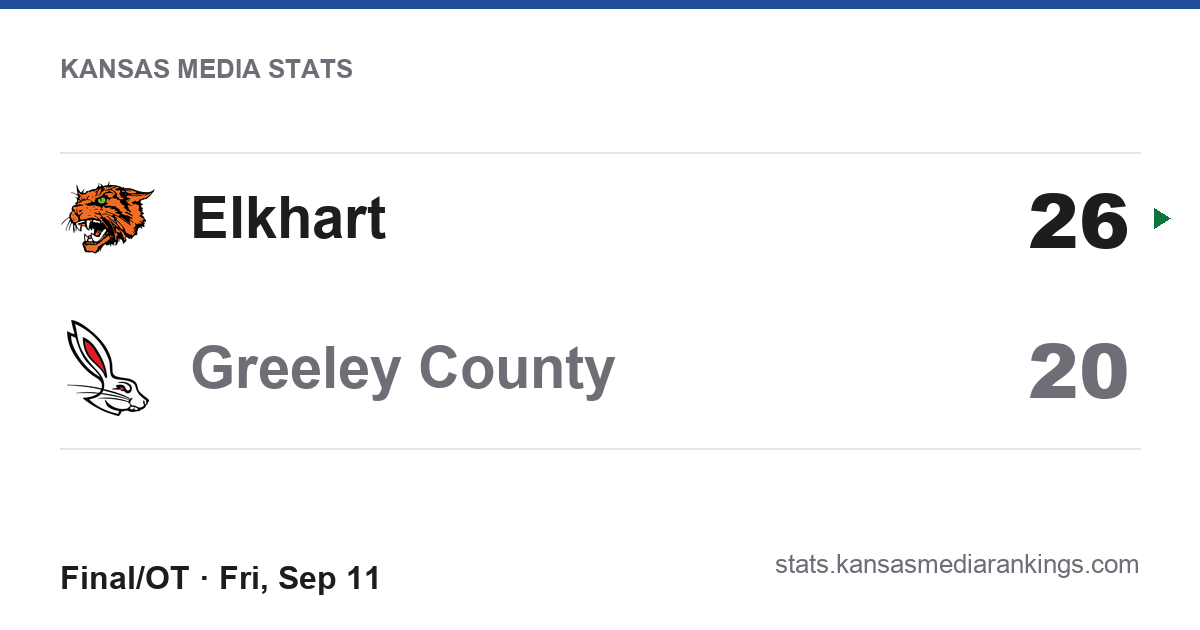 KANSAS MEDIA STATS
Elkhart 26
Greeley County 20
Final/OT · Fri, Sep 11
stats.kansasmediarankings.com